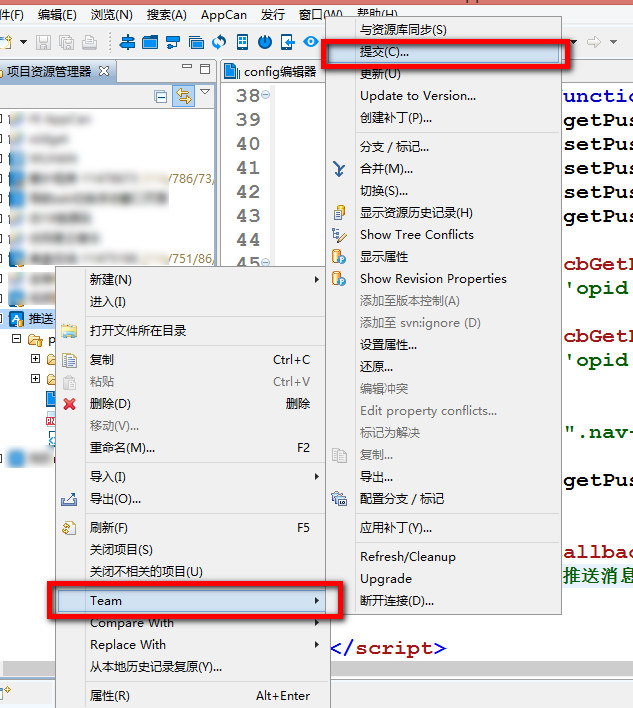 件(F) 编辑(E) 浏览(N) 搜索(A) AppCan 发行 窗口(W) 帮助(H)
项目资源管理器
config编辑器
/786/73,
/751/86/
推送
38
39
40
41
42
43
44
45
unction
getPus
setPus
setPus
setPus
getPus
cbGetI
'opid
cbGetI
'opid
".nav-
getPus
allbac
推送消息
</script>
新建(N)
进入(I)
打开文件所在目录
复制 Ctrl+C
粘贴 Ctrl+V
删除(D) 删除
移动(V)...
重命名(M)... F2
导入(I)
导出(O)...
刷新(F) F5
关闭项目(S)
关闭不相关的项目(U)
Team
Compare With
Replace With
从本地历史记录复原(Y)...
属性(R) Alt+Enter
与资源库同步(S)
提交(C)...
更新(U)
Update to Version...
创建补丁(P)...
分支 / 标记...
合并(M)...
切换(S)...
显示资源历史记录(H)
Show Tree Conflicts
显示属性
Show Revision Properties
添加至版本控制(A)
添加至 svn:ignore (D)
设置属性...
还原...
编辑冲突
Edit property conflicts...
标记为解决
复制...
导出...
配置分支 / 标记
应用补丁(Y)...
Refresh/Cleanup
Upgrade
断开连接(D)...